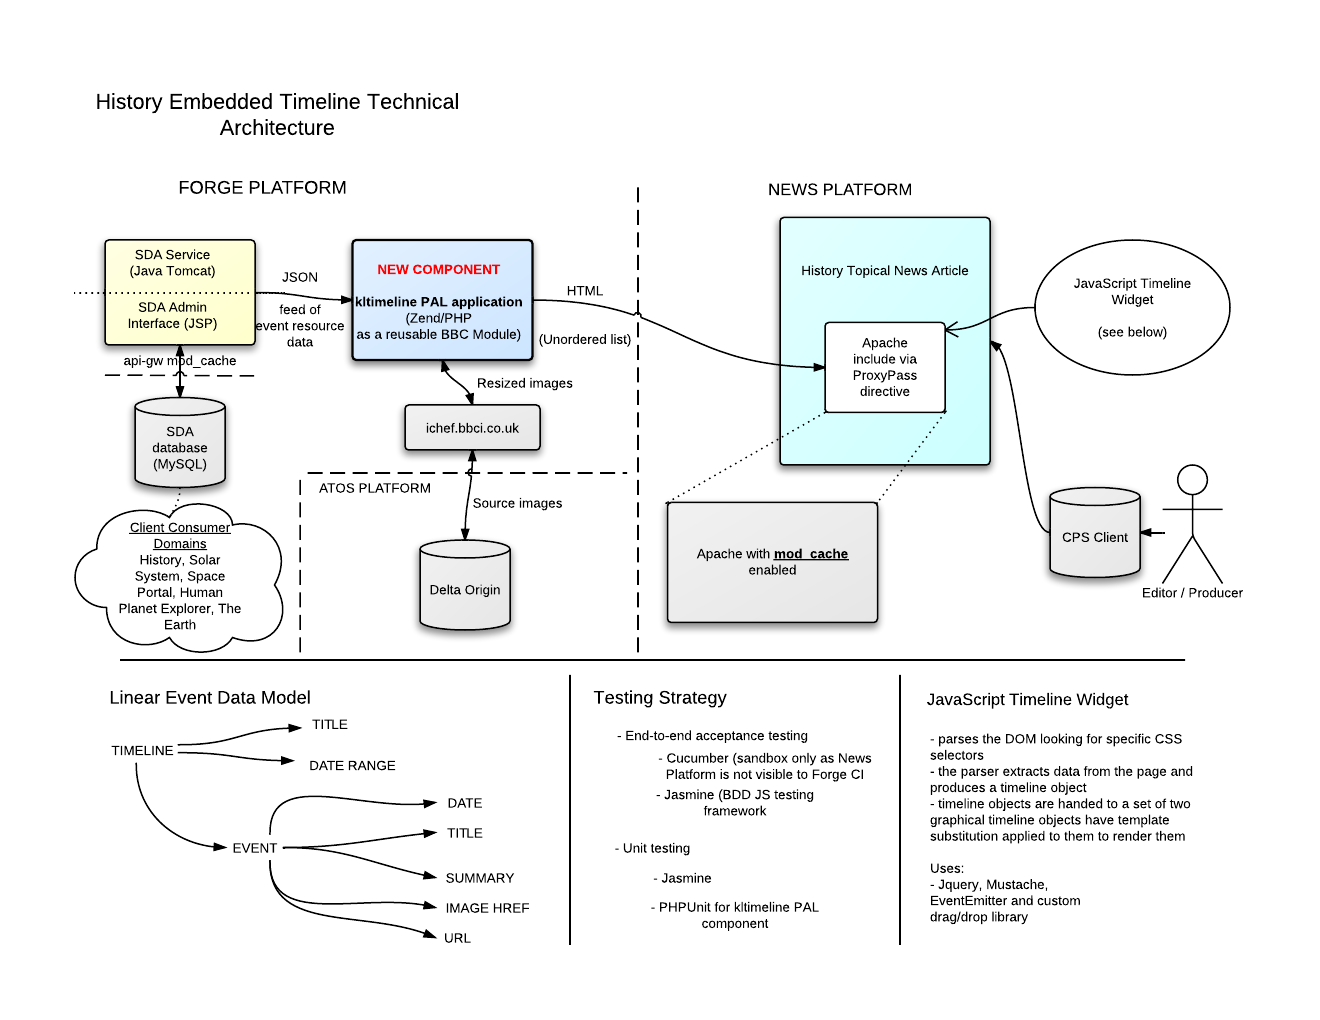 History Embedded Timeline Technical
Architecture
FORGE PLATFORM
NEWS PLATFORM
SDA Service
(Java Tomcat)
SDA Admin
Interface (JSP)
JSON
feed of
event resource
data
NEW COMPONENT
kltimeline PAL application
(Zend/PHP
as a reusable BBC Module)
HTML
(Unordered list)
History Topical News Article
Apache
include via
ProxyPass
directive
JavaScript Timeline
Widget
(see below)
api-gw mod_cache
SDA
database
(MySQL)
Resized images
ichef.bbci.co.uk
ATOS PLATFORM
Source images
Delta Origin
Client Consumer
Domains
History, Solar
System, Space
Portal, Human
Planet Explorer, The
Earth
Apache with mod_cache
enabled
CPS Client
Editor / Producer
Linear Event Data Model
TIMELINE
TITLE
DATE RANGE
EVENT
DATE
TITLE
SUMMARY
IMAGE HREF
URL
Testing Strategy
- End-to-end acceptance testing
- Cucumber (sandbox only as News
Platform is not visible to Forge CI
- Jasmine (BDD JS testing
framework
- Unit testing
- Jasmine
- PHPUnit for kltimeline PAL
component
JavaScript Timeline Widget
- parses the DOM looking for specific CSS
selectors
- the parser extracts data from the page and
produces a timeline object
- timeline objects are handed to a set of two
graphical timeline objects have template
substitution applied to them to render them
Uses:
- Jquery, Mustache,
EventEmitter and custom
drag/drop library